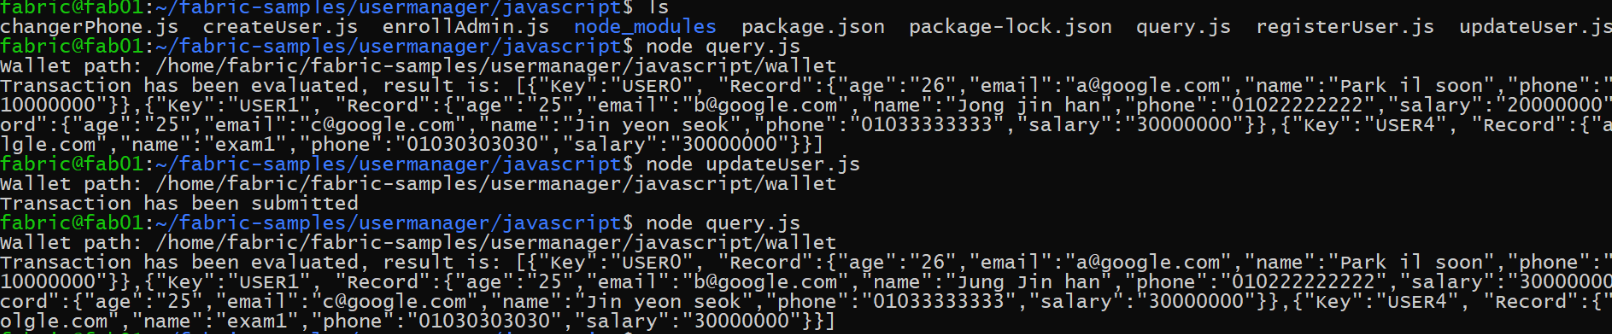 fabric@fab01:~/fabric-samples/usermanager/javascript$ ls
changerPhone.js  createUser.js  enrollAdmin.js  node_modules  package.json  package-lock.json  query.js  registerUser.js  updateUser.js
fabric@fab01:~/fabric-samples/usermanager/javascript$ node query.js
Wallet path: /home/fabric/fabric-samples/usermanager/javascript/wallet
Transaction has been evaluated, result is: [{"Key":"USER0", "Record":{"age":"26","email":"a@google.com","name":"Park il soon","phone":"
10000000"}},{"Key":"USER1", "Record":{"age":"25","email":"b@google.com","name":"Jong jin han","phone":"01022222222","salary":"20000000"
ord":{"age":"25","email":"c@google.com","name":"Jin yeon seok","phone":"01033333333","salary":"30000000"}},{"Key":"USER4", "Record":{"a
lgle.com","name":"exam1","phone":"01030303030","salary":"30000000"}}]
fabric@fab01:~/fabric-samples/usermanager/javascript$ node updateUser.js
Wallet path: /home/fabric/fabric-samples/usermanager/javascript/wallet
Transaction has been submitted
fabric@fab01:~/fabric-samples/usermanager/javascript$ node query.js
Wallet path: /home/fabric/fabric-samples/usermanager/javascript/wallet
Transaction has been evaluated, result is: [{"Key":"USER0", "Record":{"age":"26","email":"a@google.com","name":"Park il soon","phone":"
10000000"}},{"Key":"USER1", "Record":{"age":"25","email":"b@google.com","name":"Jung Jin han","phone":"010222222222","salary":"30000000
cord":{"age":"25","email":"c@google.com","name":"Jin yeon seok","phone":"01033333333","salary":"30000000"}},{"Key":"USER4", "Record":{"
olgle.com","name":"exam1","phone":"01030303030","salary":"30000000"}}]